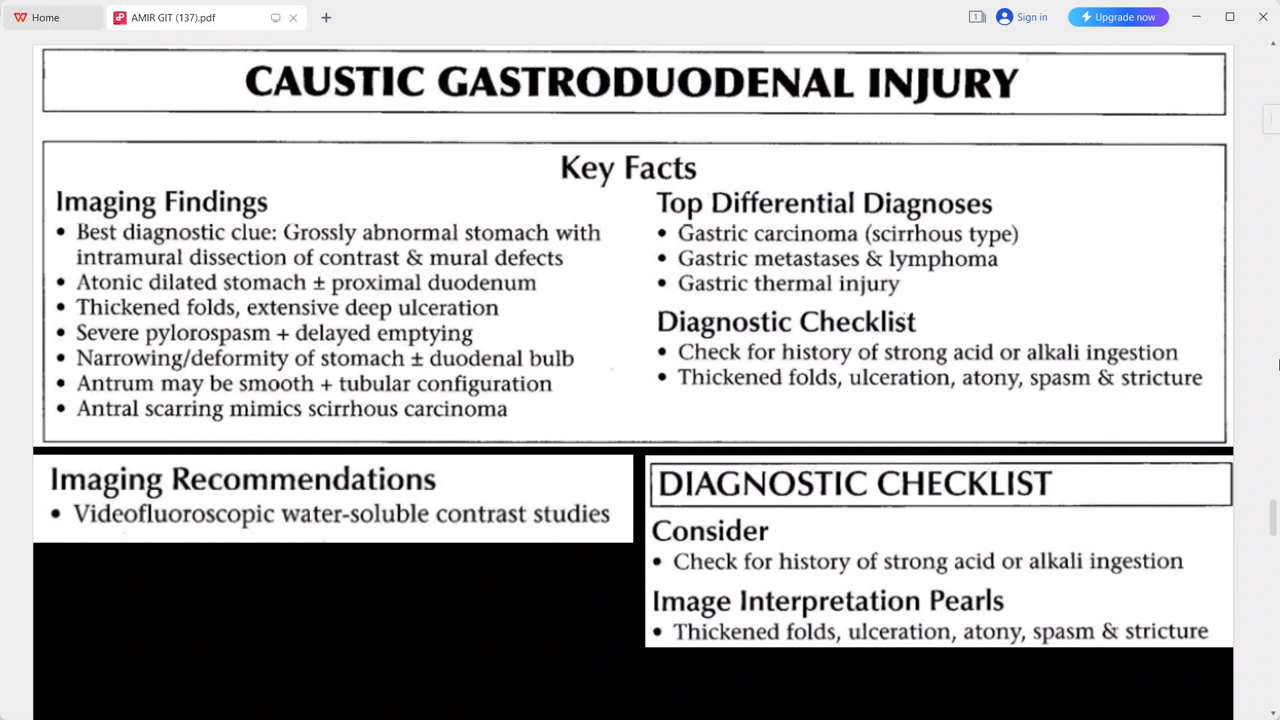 Home
AMIR GIT (137).pdf
1
Sign in
Upgrade now
CAUSTIC GASTRODUODENAL INJURY
Key Facts
Imaging Findings
• Best diagnostic clue: Grossly abnormal stomach with
intramural dissection of contrast & mural defects
• Atonic dilated stomach ± proximal duodenum
• Thickened folds, extensive deep ulceration
• Severe pylorospasm + delayed emptying
• Narrowing/deformity of stomach ± duodenal bulb
• Antrum may be smooth + tubular configuration
• Antral scarring mimics scirrhous carcinoma
Top Differential Diagnoses
• Gastric carcinoma (scirrhous type)
• Gastric metastases & lymphoma
• Gastric thermal injury
Diagnostic Checklist
• Check for history of strong acid or alkali ingestion
• Thickened folds, ulceration, atony, spasm & stricture
Imaging Recommendations
• Videofluoroscopic water-soluble contrast studies
DIAGNOSTIC CHECKLIST
Consider
• Check for history of strong acid or alkali ingestion
Image Interpretation Pearls
• Thickened folds, ulceration, atony, spasm & stricture